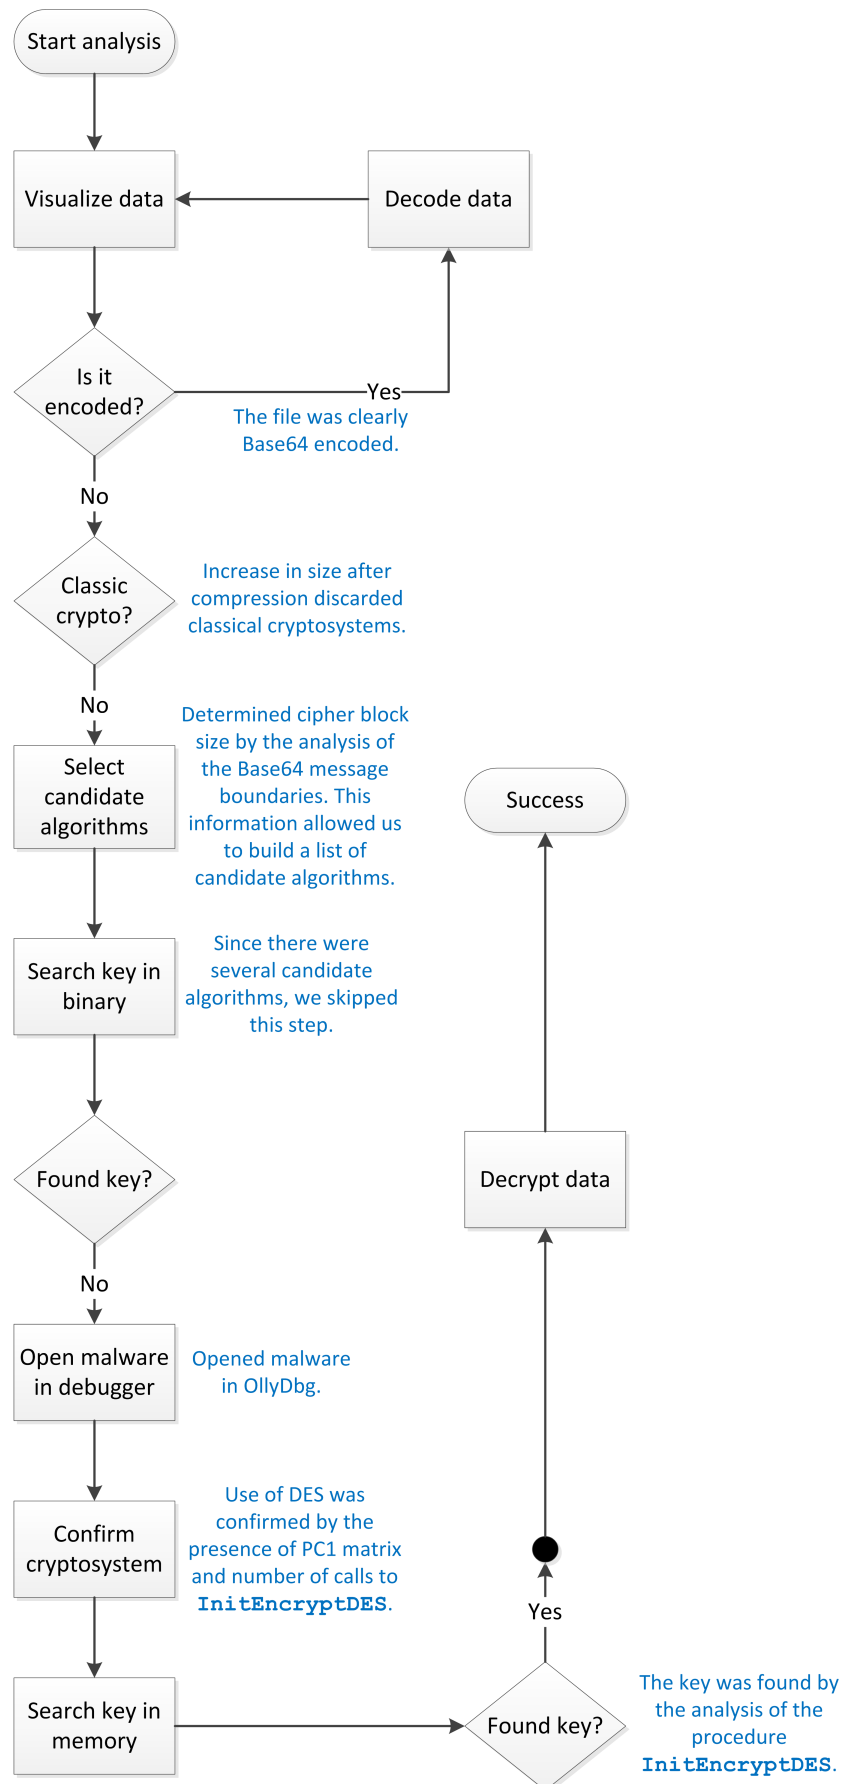 Start analysis
Visualize data
Decode data
Is it
encoded?
Yes
The file was clearly
Base64 encoded.
No
Classic
crypto?
Increase in size after
compression discarded
classical cryptosystems.
No
Select
candidate
algorithms
Determined cipher block
size by the analysis of
the Base64 message
boundaries. This
information allowed us
to build a list of
candidate algorithms.
Success
Search key in
binary
Since there were
several candidate
algorithms, we skipped
this step.
Found key?
Decrypt data
No
Open malware
in debugger
Opened malware
in OllyDbg.
Confirm
cryptosystem
Use of DES was
confirmed by the
presence of PC1 matrix
and number of calls to
InitEncryptDES.
Yes
Search key in
memory
Found key?
The key was found by
the analysis of the
procedure
InitEncryptDES.